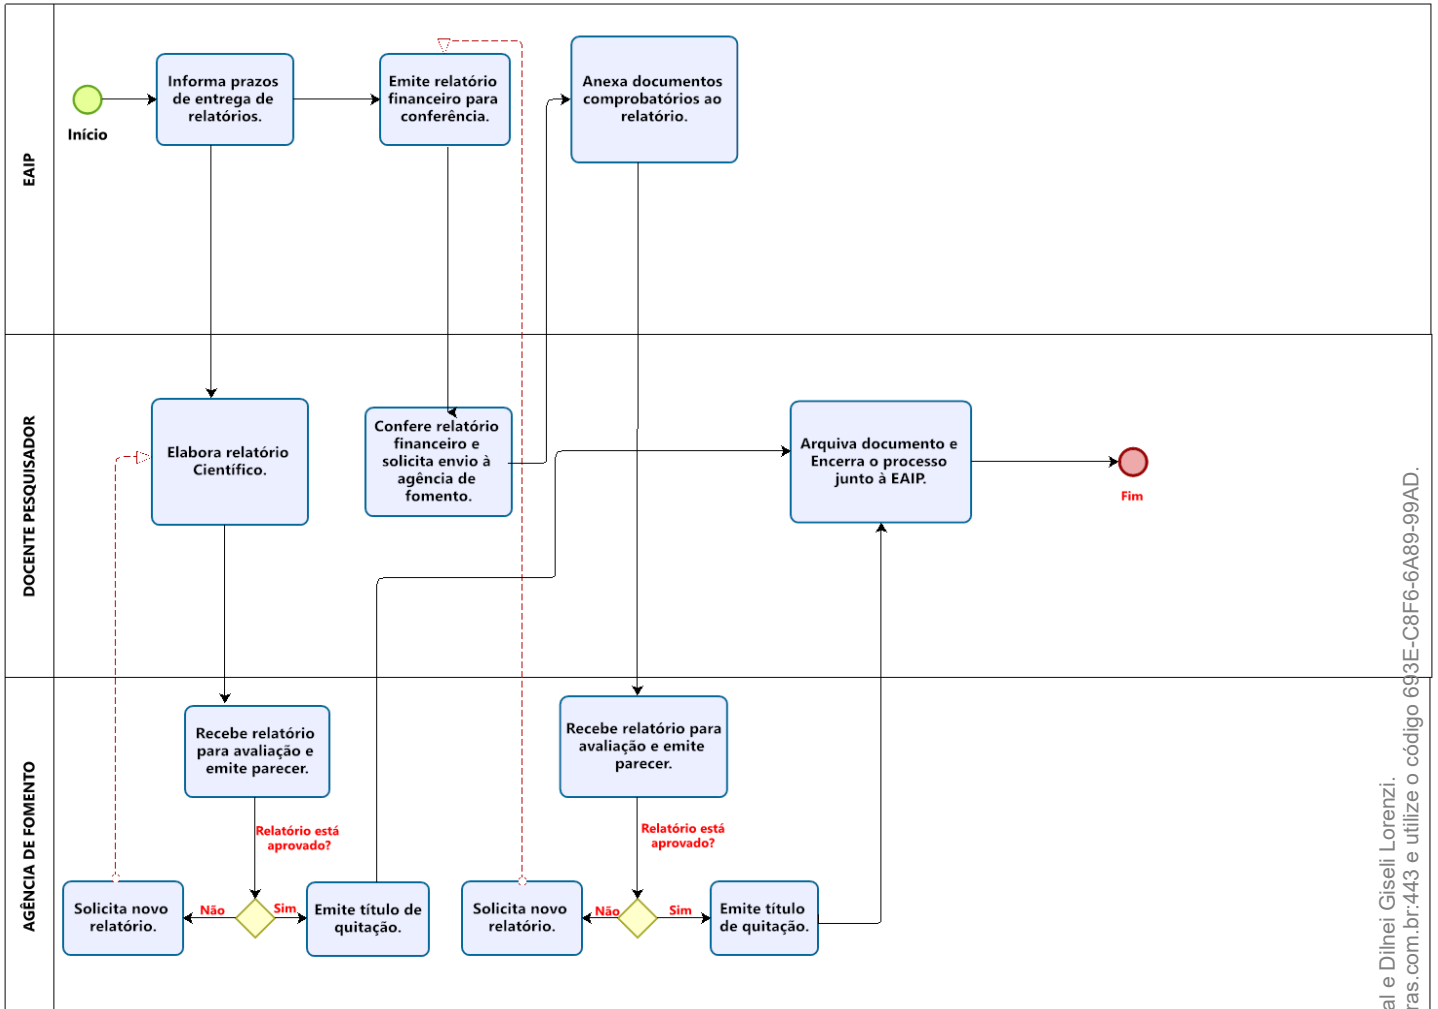 EAIP
Início
Informa prazos
de entrega de
relatórios.
Emite relatório
financeiro para
conferência.
Anexa documentos
comprobatórios ao
relatório.
DOCENTE PESQUISADOR
Elabora relatório
Científico.
Confere relatório
financeiro e
solicita envio à
agência de
fomento.
Arquiva documento e
Encerra o processo
junto à EAIP.
Fim
AGÊNCIA DE FOMENTO
Recebe relatório
para avaliação e
emite parecer.
Relatório está
aprovado?
Solicita novo
relatório.
Não
Sim
Emite título de
quitação.
Recebe relatório para
avaliação e emite
parecer.
Relatório está
aprovado?
Solicita novo
relatório.
Não
Sim
Emite título
de quitação.
al e Dilnei Giseli Lorenzi.
ras.com.br:443 e utilize o código 693E-C8F6-6A89-99AD.